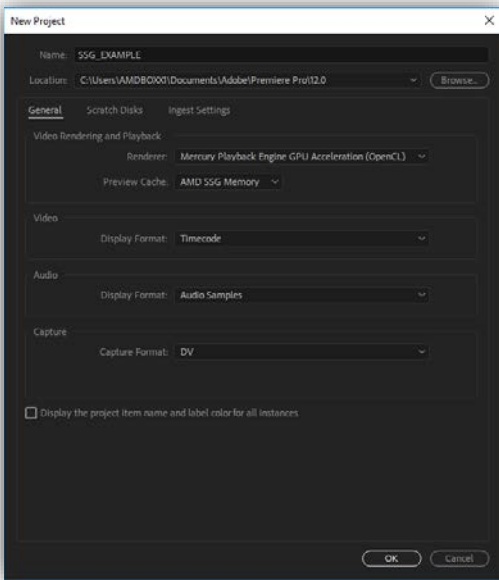 New Project
Name: SSG_EXAMPLE
Location: C:\Users\AMDBOXX1\Documents\Adobe\Premiere Pro\12.0 Browse...
General Scratch Disks Ingest Settings
Video Rendering and Playback
Renderer: Mercury Playback Engine GPU Acceleration (OpenCL)
Preview Cache: AMD SSG Memory
Video
Display Format: Timecode
Audio
Display Format: Audio Samples
Capture
Capture Format: DV
Display the project item name and label color for all instances
OK Cancel